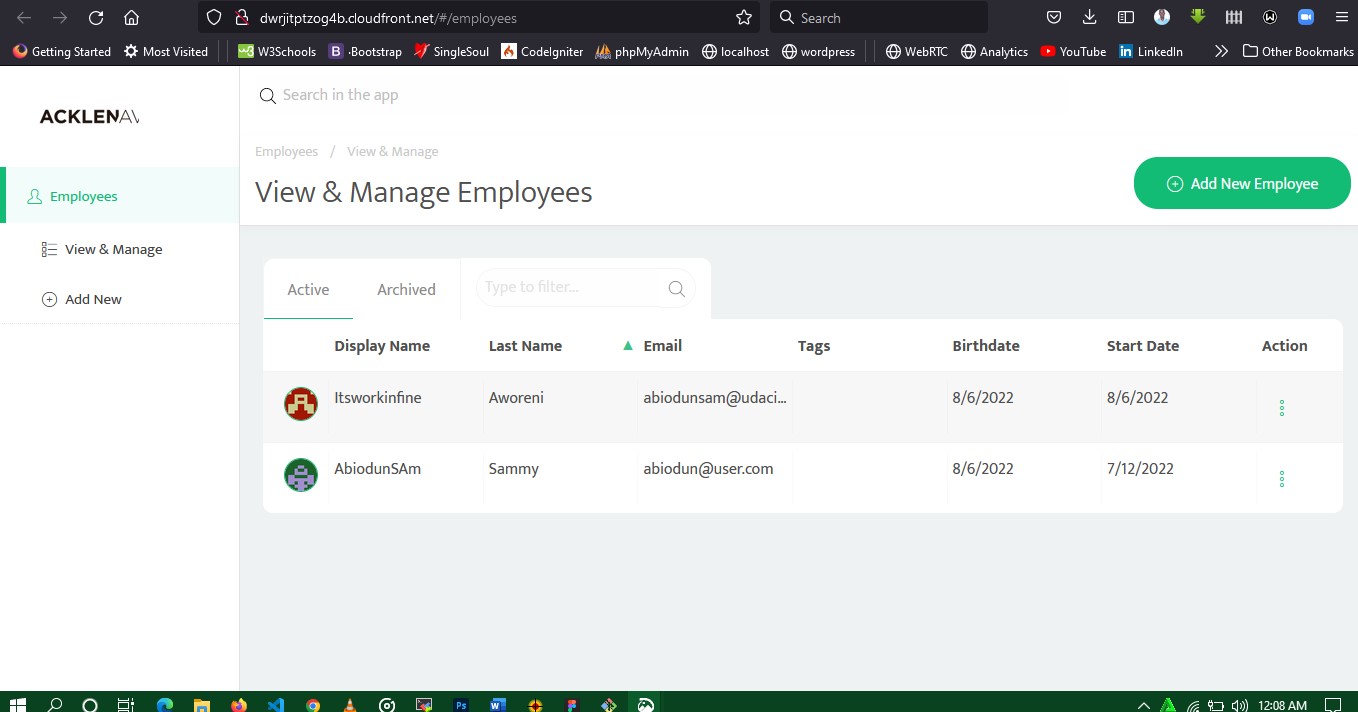 dwrjitptzog4b.cloudfront.net/#/employees Search
Getting Started Most Visited W3Schools B ·Bootstrap SingleSoul CodeIgniter phpMyAdmin localhost wordpress WebRTC Analytics YouTube in LinkedIn Other Bookmarks
Search in the app
ACKLENAV
Employees / View & Manage
View & Manage Employees
Add New Employee
Employees
View & Manage
Add New
Active Archived Type to filter...
Display Name Last Name Email Tags Birthdate Start Date Action
Itsworkinfine Aworeni abiodunsam@udaci... 8/6/2022 8/6/2022
AbiodunSAm Sammy abiodun@user.com 8/6/2022 7/12/2022
Ps W 12:08 AM